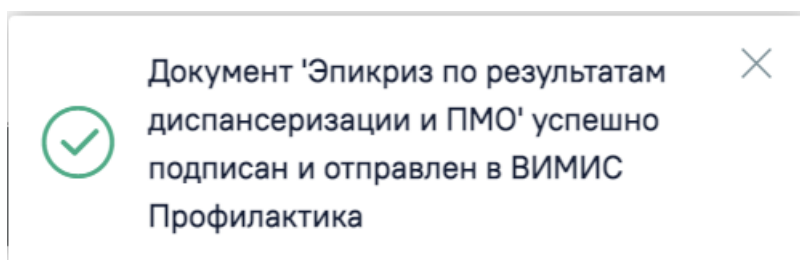 Документ 'Эпикриз по результатам
диспансеризации и ПМО' успешно
подписан и отправлен в ВИМИС
Профилактика